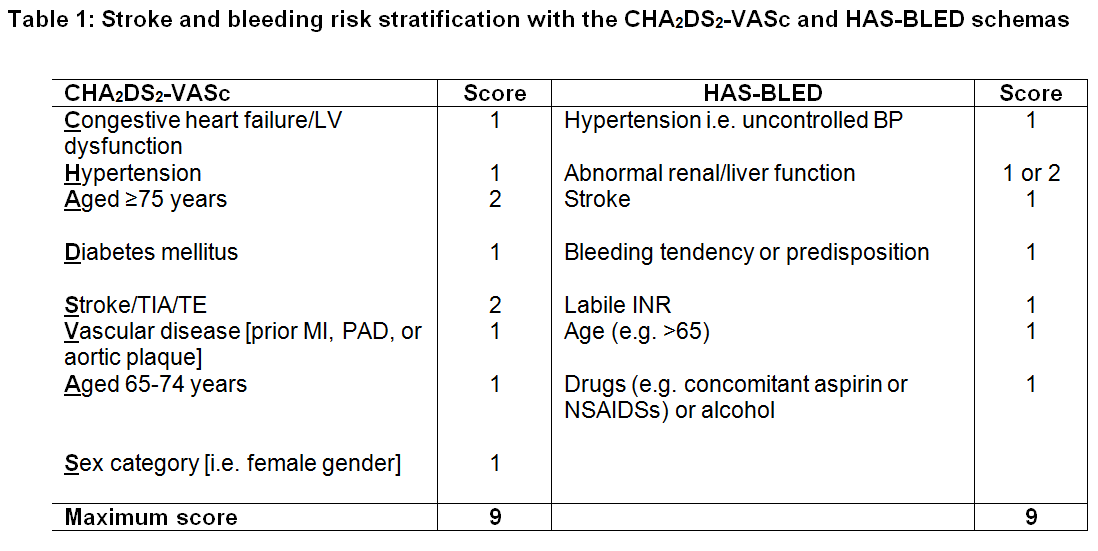 Table 1: Stroke and bleeding risk stratification with the CHA2DS2-VASc and HAS-BLED schemas
CHA2DS2-VASc Score HAS-BLED Score
Congestive heart failure/LV dysfunction 1 Hypertension i.e. uncontrolled BP 1
Hypertension 1 Abnormal renal/liver function 1 or 2
Aged ≥75 years 2 Stroke 1
Diabetes mellitus 1 Bleeding tendency or predisposition 1
Stroke/TIA/TE 2 Labile INR 1
Vascular disease [prior MI, PAD, or aortic plaque] 1 Age (e.g. >65) 1
Aged 65-74 years 1 Drugs (e.g. concomitant aspirin or NSAIDSs) or alcohol 1
Sex category [i.e. female gender] 1
Maximum score 9 9